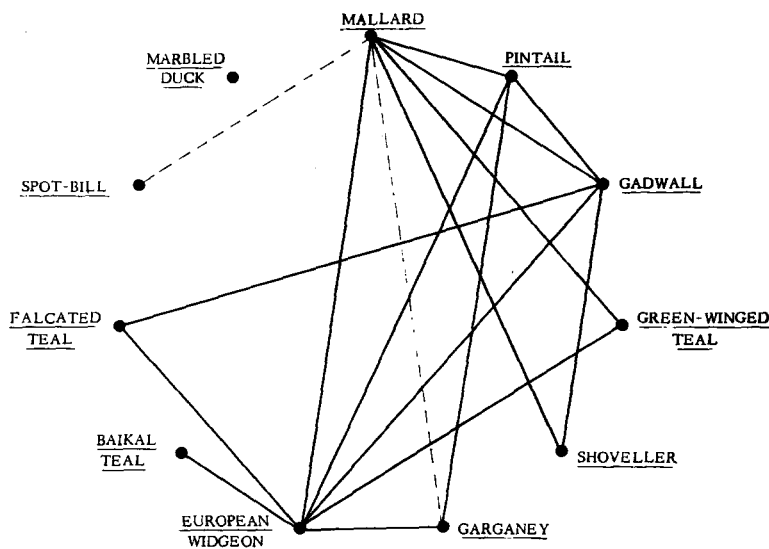 MALLARD
MARBLED
DUCK
PINTAIL
SPOT-BILL
GADWALL
FALCATED
TEAL
GREEN-WINGED
TEAL
BAIKAL
TEAL
SHOVELLER
EUROPEAN
WIDGEON
GARGANEY